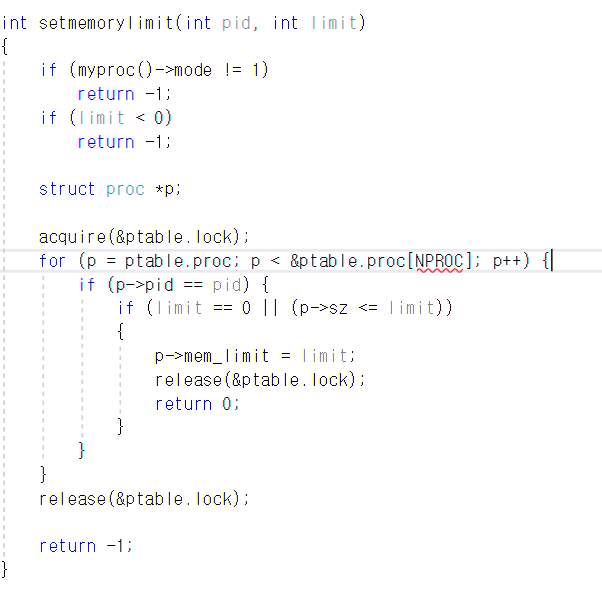 int setmemorylimit(int pid, int limit)
{
    if (myproc()->mode != 1)
        return -1;
    if (limit < 0)
        return -1;
    struct proc *p;
    acquire(&ptable.lock);
    for (p = ptable.proc; p < &ptable.proc[NPROC]; p++) {
        if (p->pid == pid) {
            if (limit == 0 || (p->sz <= limit))
            {
                p->mem_limit = limit;
                release(&ptable.lock);
                return 0;
            }
        }
    }
    release(&ptable.lock);
    return -1;
}